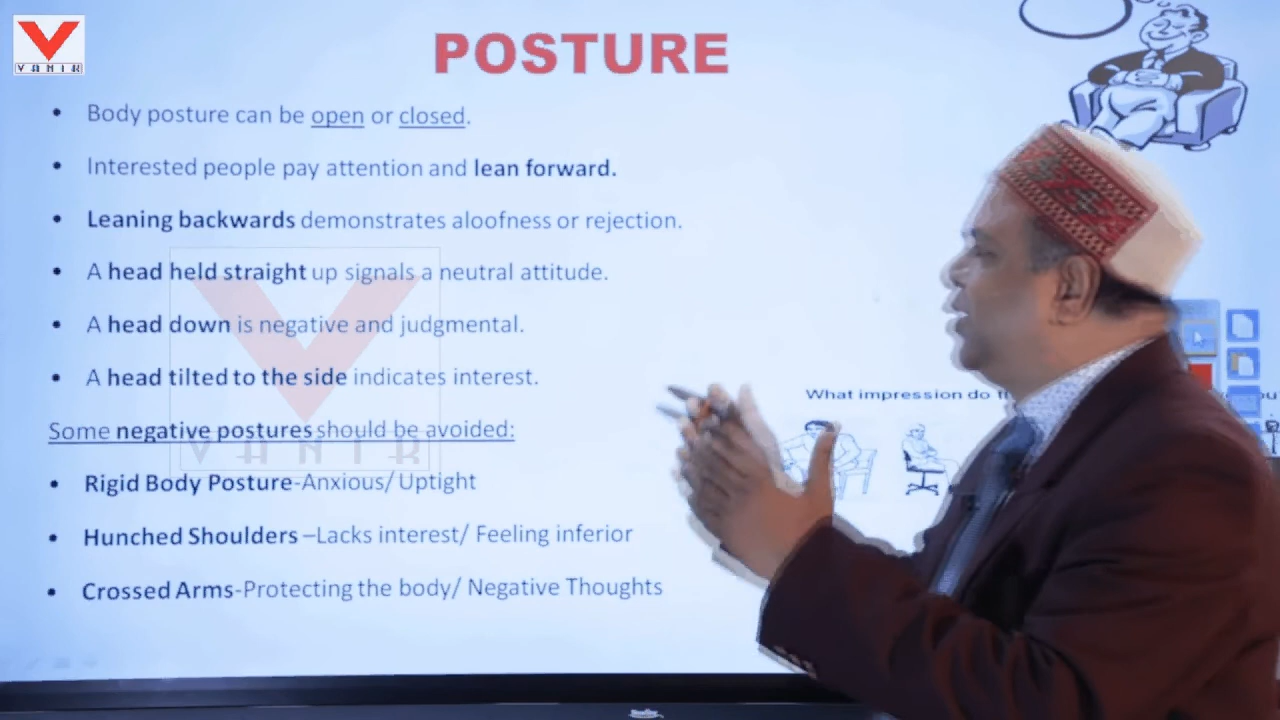 VANIK
POSTURE
• Body posture can be open or closed.
• Interested people pay attention and lean forward.
• Leaning backwards demonstrates aloofness or rejection.
• A head held straight up signals a neutral attitude.
• A head down is negative and judgmental.
• A head tilted to the side indicates interest.
What impression do
Some negative postures should be avoided:
VANIK
• Rigid Body Posture-Anxious/ Uptight
• Hunched Shoulders –Lacks interest/ Feeling inferior
• Crossed Arms-Protecting the body/ Negative Thoughts